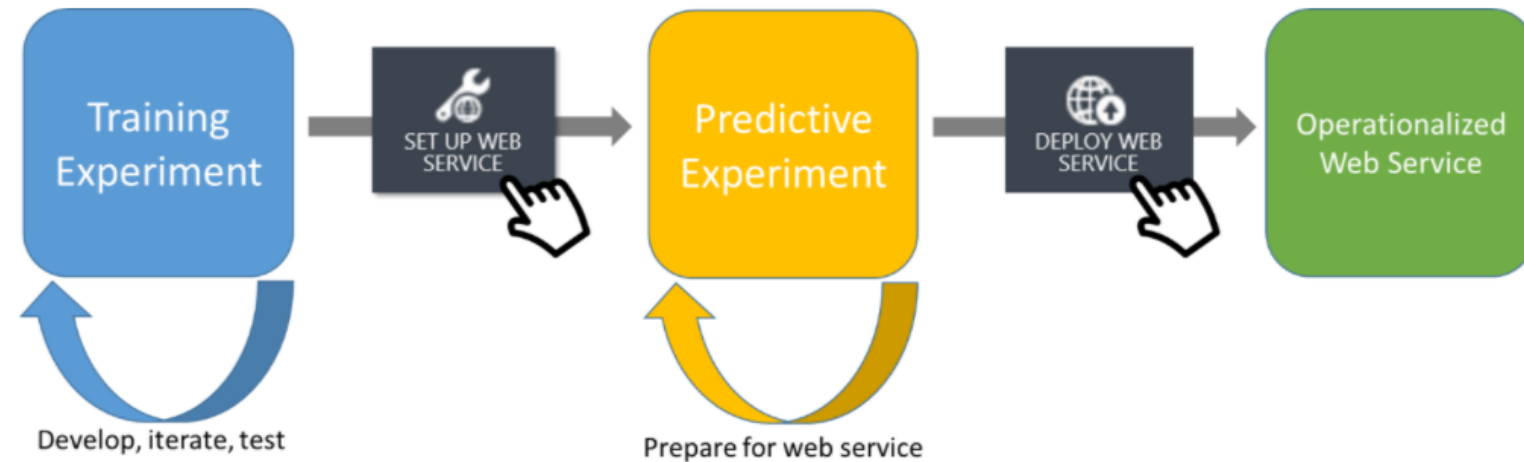 Training
Experiment
SET UP WEB
SERVICE
Predictive
Experiment
DEPLOY WEB
SERVICE
Operationalized
Web Service
Develop, iterate, test
Prepare for web service